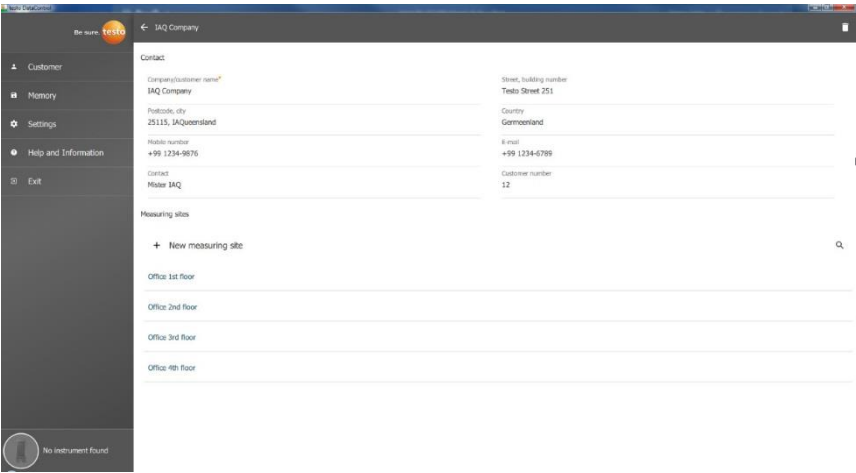 testo DataControl
Be sure. testo
IAQ Company
Customer
Memory
Settings
Help and Information
Exit
No instrument found
Contact
Company/customer name*
IAQ Company
Street, building number
Testo Street 251
Postcode, city
25115, IAQueensland
Country
Germeenland
Mobile number
+99 1234-9876
E-mail
+99 1234-6789
Contact
Mister IAQ
Customer number
12
Measuring sites
+ New measuring site
Office 1st floor
Office 2nd floor
Office 3rd floor
Office 4th floor